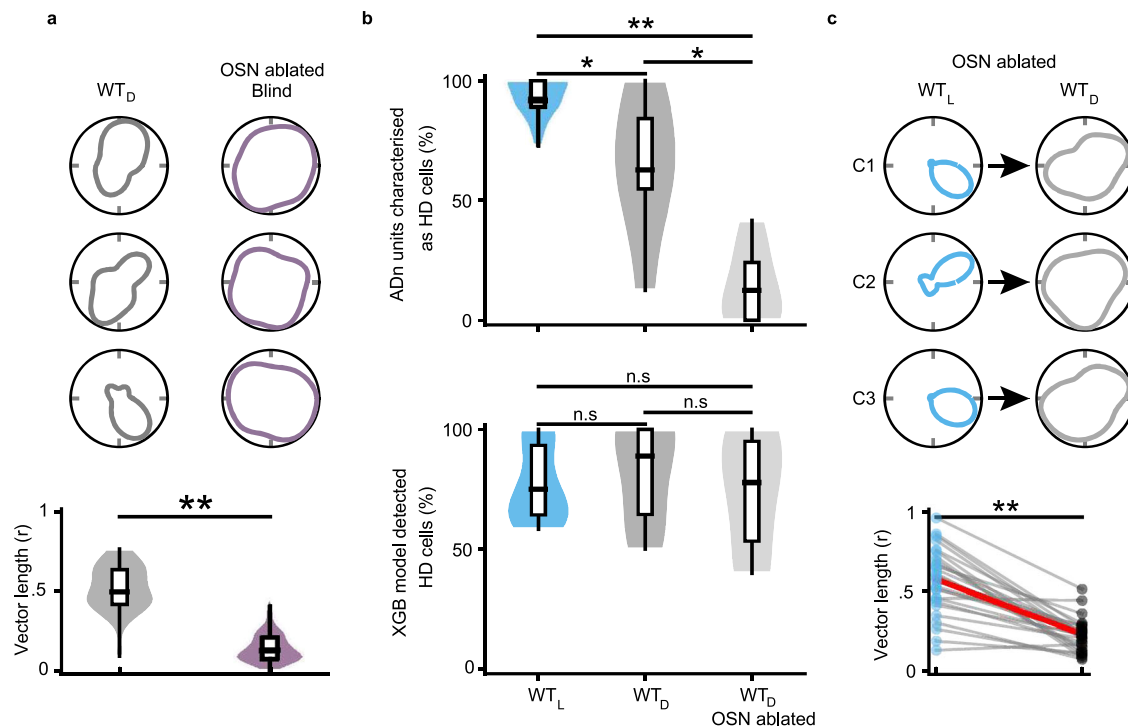 a
WT_D
OSN ablated
Blind
**
Vector length (r)
1
.5
0
b
**
*
*
ADn units characterised
as HD cells (%)
100
50
0
n.s
n.s
n.s
XGB model detected
HD cells (%)
100
50
0
WT_L
WT_D
WT_D
OSN ablated
c
OSN ablated
WT_L
WT_D
C1
C2
C3
**
Vector length (r)
1
.5
0